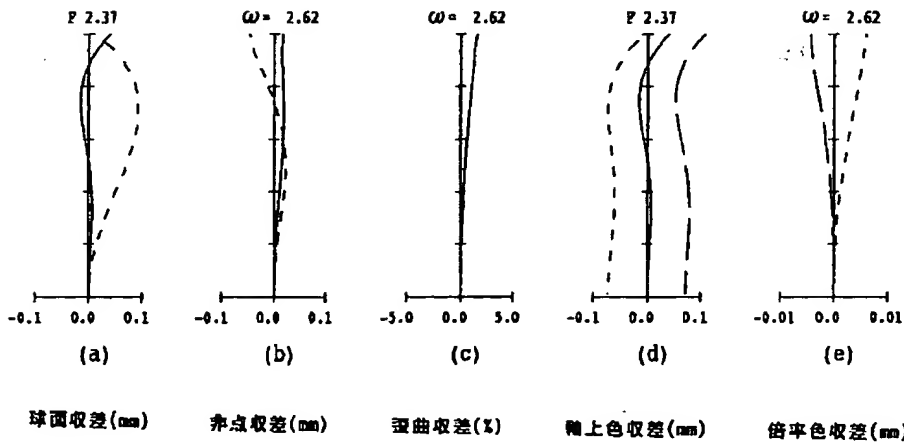 F 2.37 ω= 2.62 ω= 2.62 F 2.37 ω= 2.62
-0.1 0.0 0.1 -0.1 0.0 0.1 -5.0 0.0 5.0 -0.1 0.0 0.1 -0.01 0.0 0.01
(a) (b) (c) (d) (e)
球面収差(mm) 非点収差(mm) 歪曲収差(%) 軸上色収差(mm) 倍率色収差(mm)